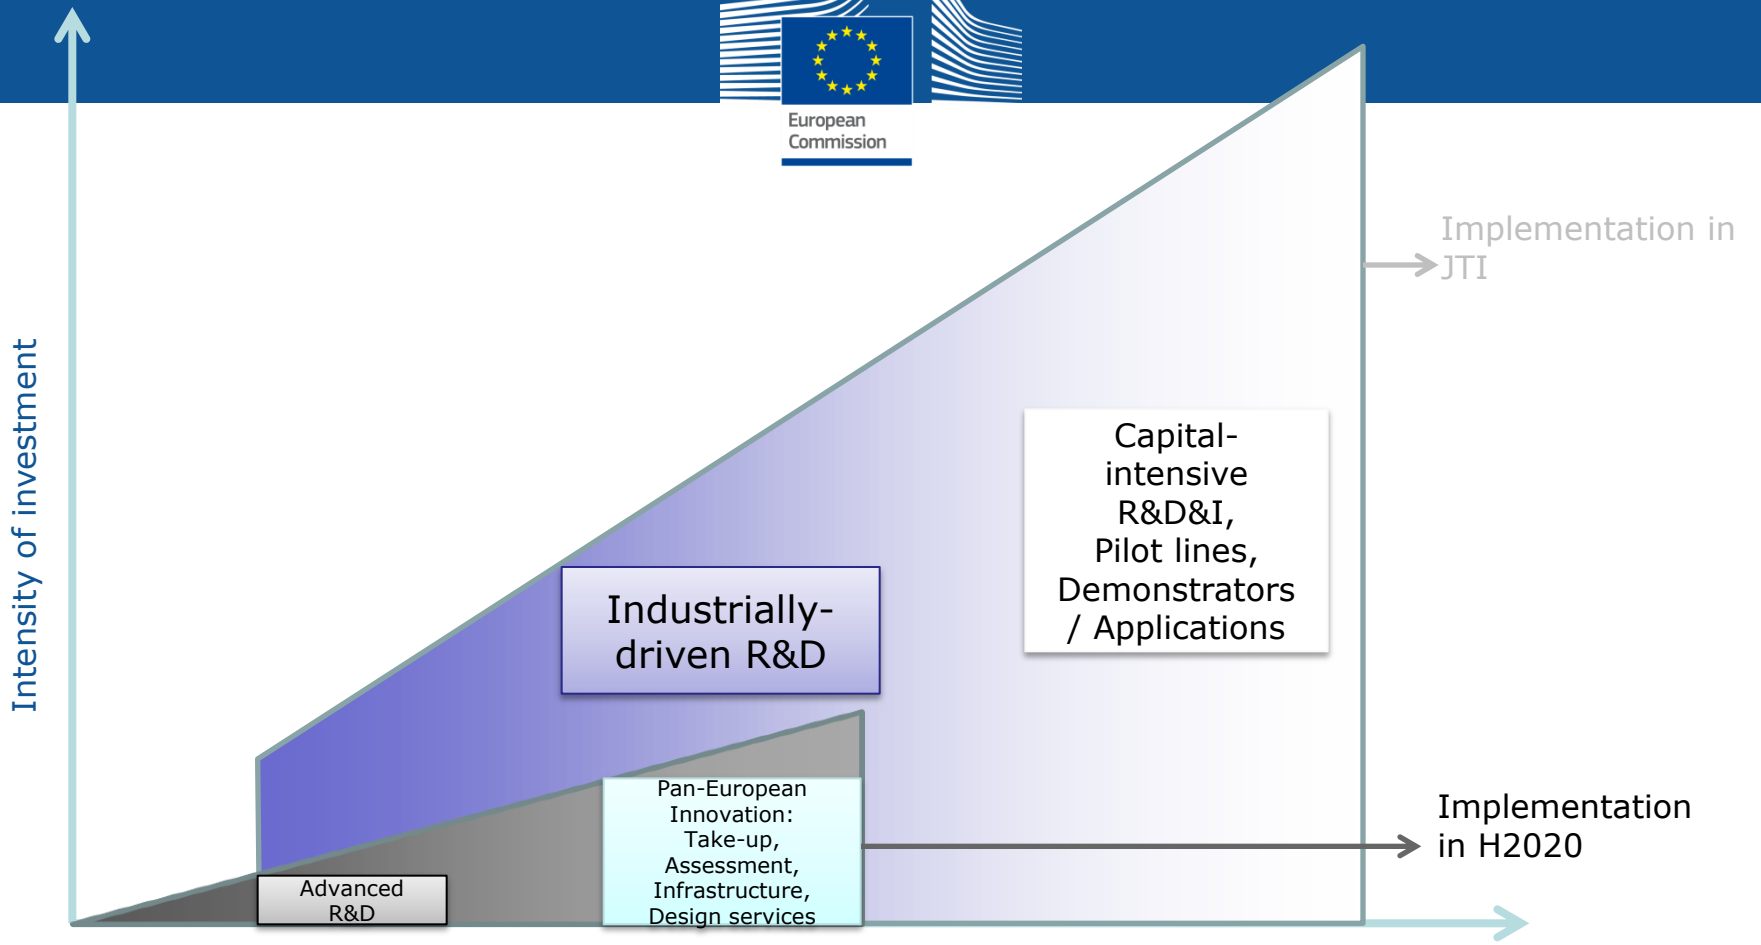 European
Commission
Implementation in
JTI
Intensity of investment
Capital-
intensive
R&D&I,
Pilot lines,
Demonstrators
/ Applications
Industrially-
driven R&D
Pan-European
Innovation:
Take-up,
Assessment,
Infrastructure,
Design services
Implementation
in H2020
Advanced
R&D